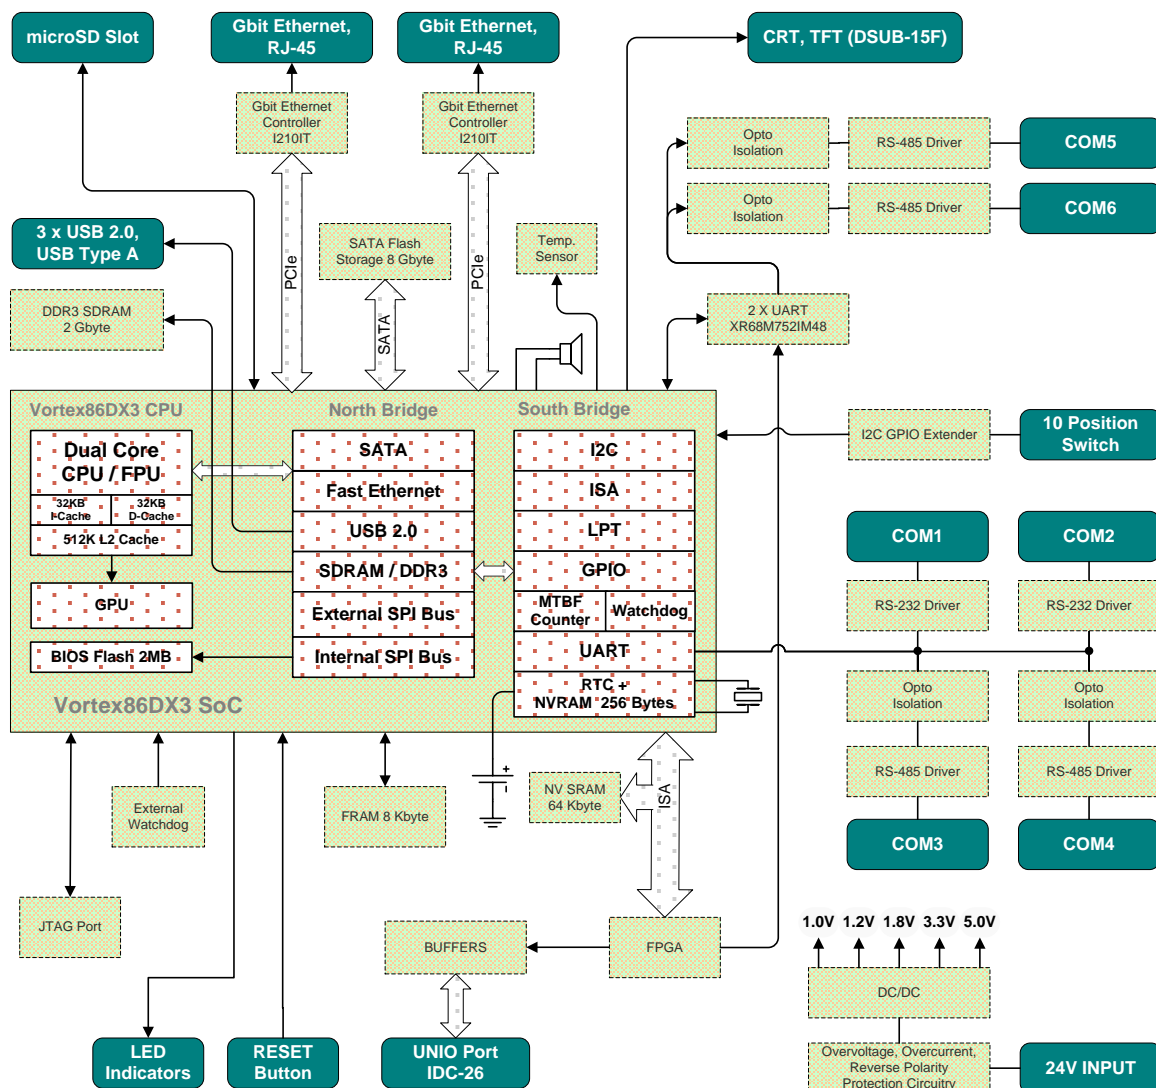 microSD Slot
Gbit Ethernet,
RJ-45
Gbit Ethernet,
RJ-45
CRT, TFT (DSUB-15F)
Gbit Ethernet
Controller
I210IT
Gbit Ethernet
Controller
I210IT
Opto
Isolation
RS-485 Driver
COM5
Opto
Isolation
RS-485 Driver
COM6
3 x USB 2.0,
USB Type A
SATA Flash
Storage 8 Gbyte
Temp.
Sensor
PCIe
PCIe
SATA
DDR3 SDRAM
2 Gbyte
2 X UART
XR68M752IM48
Vortex86DX3 CPU
North Bridge
South Bridge
Dual Core
CPU / FPU
32KB
I-Cache
32KB
D-Cache
512K L2 Cache
GPU
BIOS Flash 2MB
Vortex86DX3 SoC
SATA
Fast Ethernet
USB 2.0
SDRAM / DDR3
External SPI Bus
Internal SPI Bus
I2C
ISA
LPT
GPIO
MTBF
Counter
Watchdog
UART
RTC +
NVRAM 256 Bytes
I2C GPIO Extender
10 Position
Switch
COM1
COM2
RS-232 Driver
RS-232 Driver
Opto
Isolation
Opto
Isolation
RS-485 Driver
RS-485 Driver
COM3
COM4
External
Watchdog
FRAM 8 Kbyte
+
-
NV SRAM
64 Kbyte
ISA
JTAG Port
BUFFERS
FPGA
1.0V
1.2V
1.8V
3.3V
5.0V
DC/DC
LED
Indicators
RESET
Button
UNIO Port
IDC-26
Overvoltage, Overcurrent,
Reverse Polarity
Protection Circuitry
24V INPUT